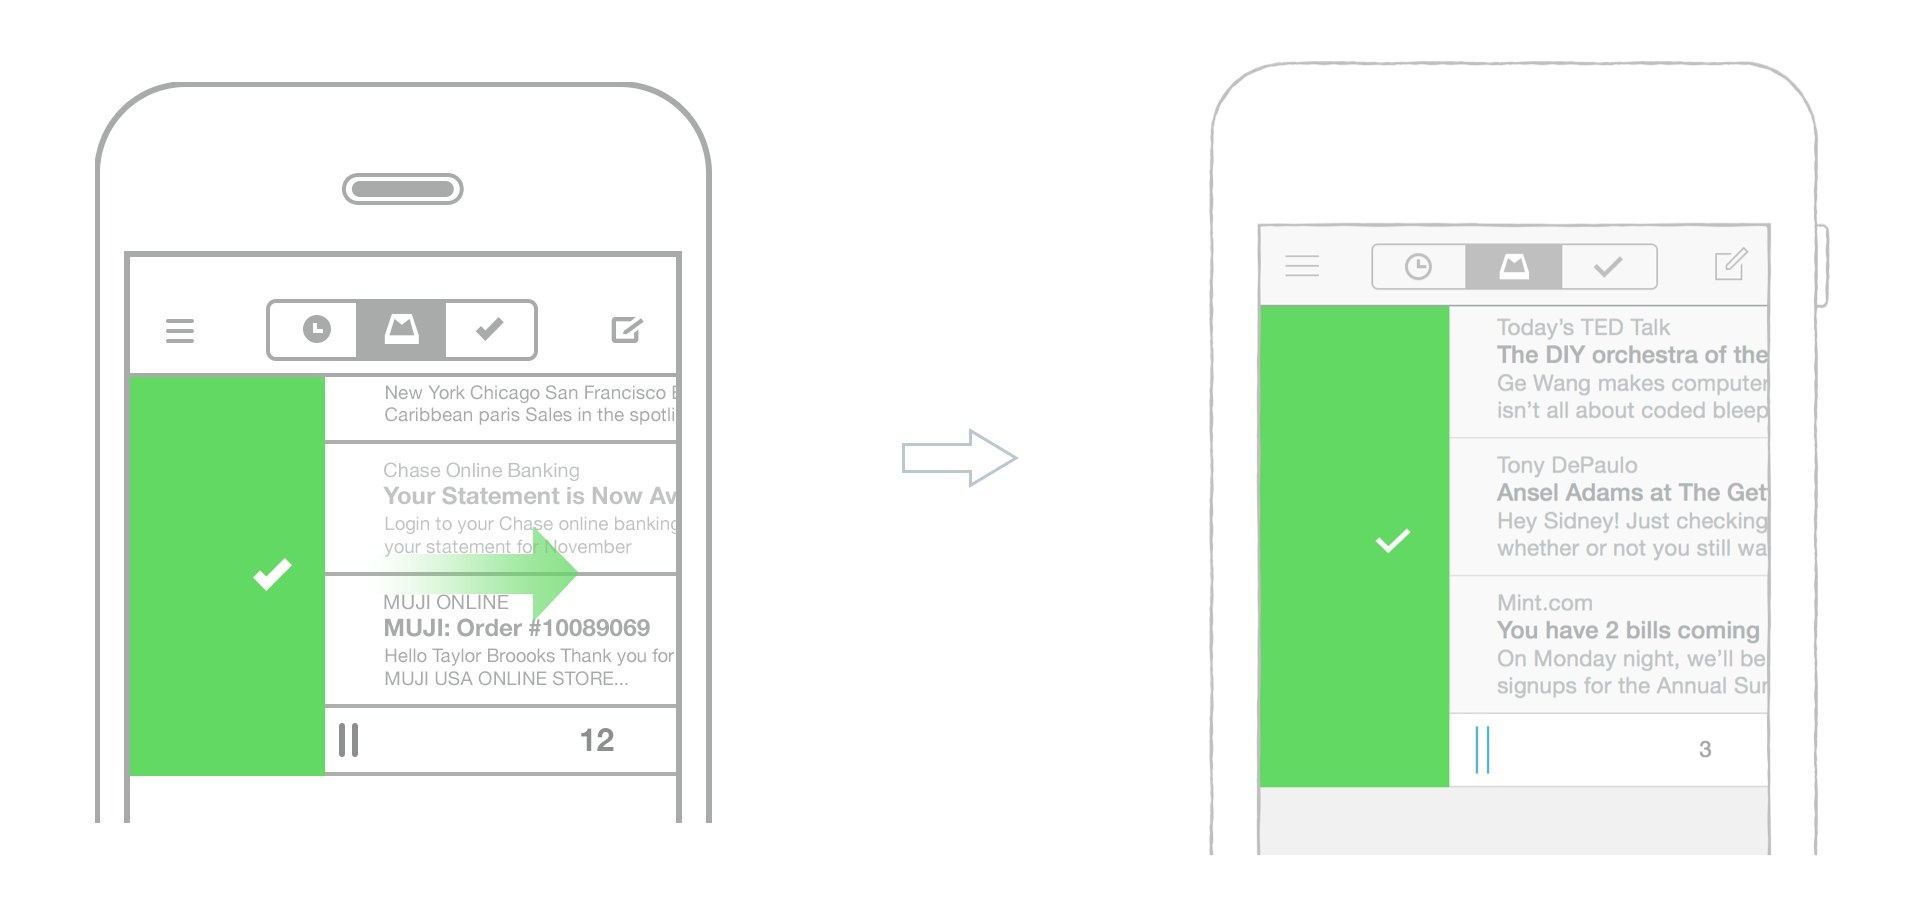 New York Chicago San Francisco
Caribbean paris Sales in the spotli
Chase Online Banking
Your Statement is Now Av
Login to your Chase online banking
your statement for November
MUJI ONLINE
MUJI: Order #10089069
Hello Taylor Broooks Thank you for
MUJI USA ONLINE STORE...
12
Today’s TED Talk
The DIY orchestra of the
Ge Wang makes computer
isn’t all about coded bleep
Tony DePaulo
Ansel Adams at The Get
Hey Sidney! Just checking
whether or not you still wa
Mint.com
You have 2 bills coming
On Monday night, we’ll be
signups for the Annual Sur
3